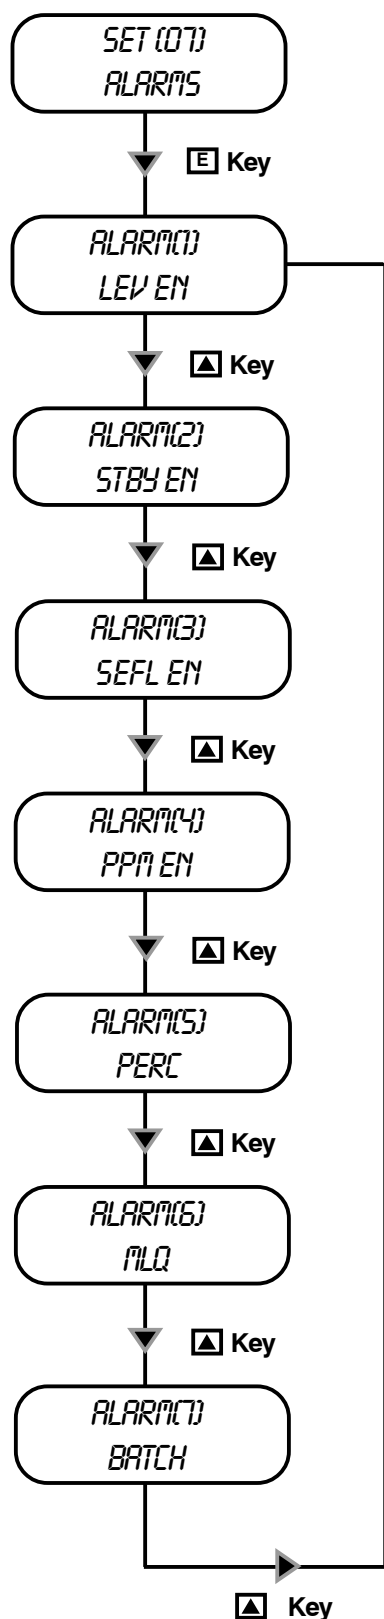 SET (07)
ALARMS
E Key
ALARM(1)
LEV EN
Key
ALARM(2)
STBY EN
Key
ALARM(3)
SEFL EN
Key
ALARM(4)
PPM EN
Key
ALARM(5)
PERC
Key
ALARM(6)
MLQ
Key
ALARM(7)
BATCH
Key